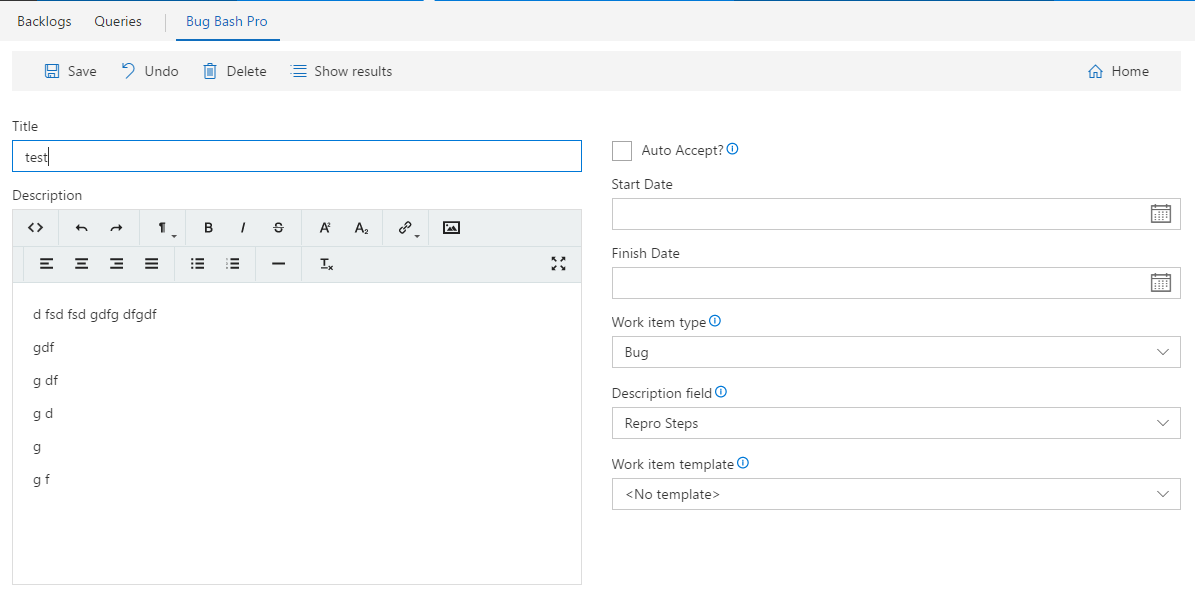 Backlogs Queries Bug Bash Pro
Save Undo Delete Show results Home
Title
test
Description
d fsd fsd gdfg dfgdf
gdf
g df
g d
g
g f
Auto Accept?
Start Date
Finish Date
Work item type
Bug
Description field
Repro Steps
Work item template
<No template>